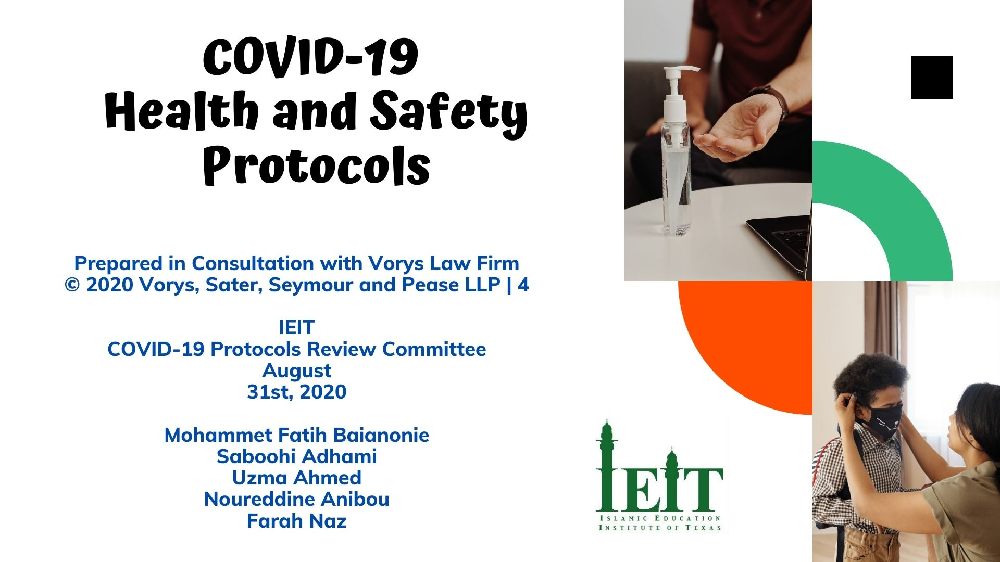 COVID-19
Health and Safety
Protocols
Prepared in Consultation with Vorys Law Firm
© 2020 Vorys, Sater, Seymour and Pease LLP | 4
IEIT
COVID-19 Protocols Review Committee
August
31st, 2020
Mohammet Fatih Baianonie
Saboohi Adhami
Uzma Ahmed
Noureddine Anibou
Farah Naz
IEIT
ISLAMIC EDUCATION
INSTITUTE OF TEXAS